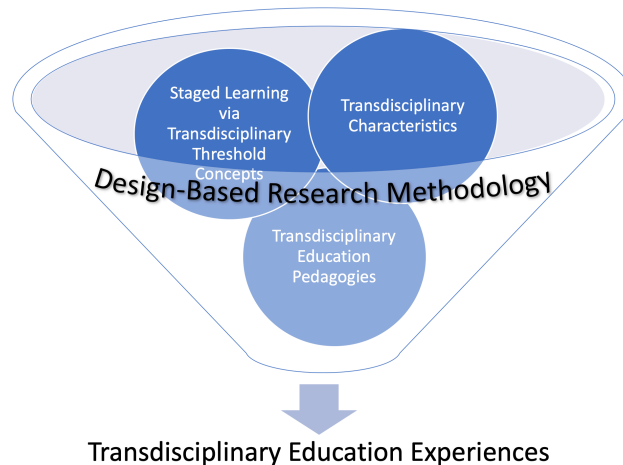 Staged Learning
via
Transdisciplinary
Threshold
Concepts
Transdisciplinary
Characteristics
Design-Based Research Methodology
Transdisciplinary
Education
Pedagogies
Transdisciplinary Education Experiences